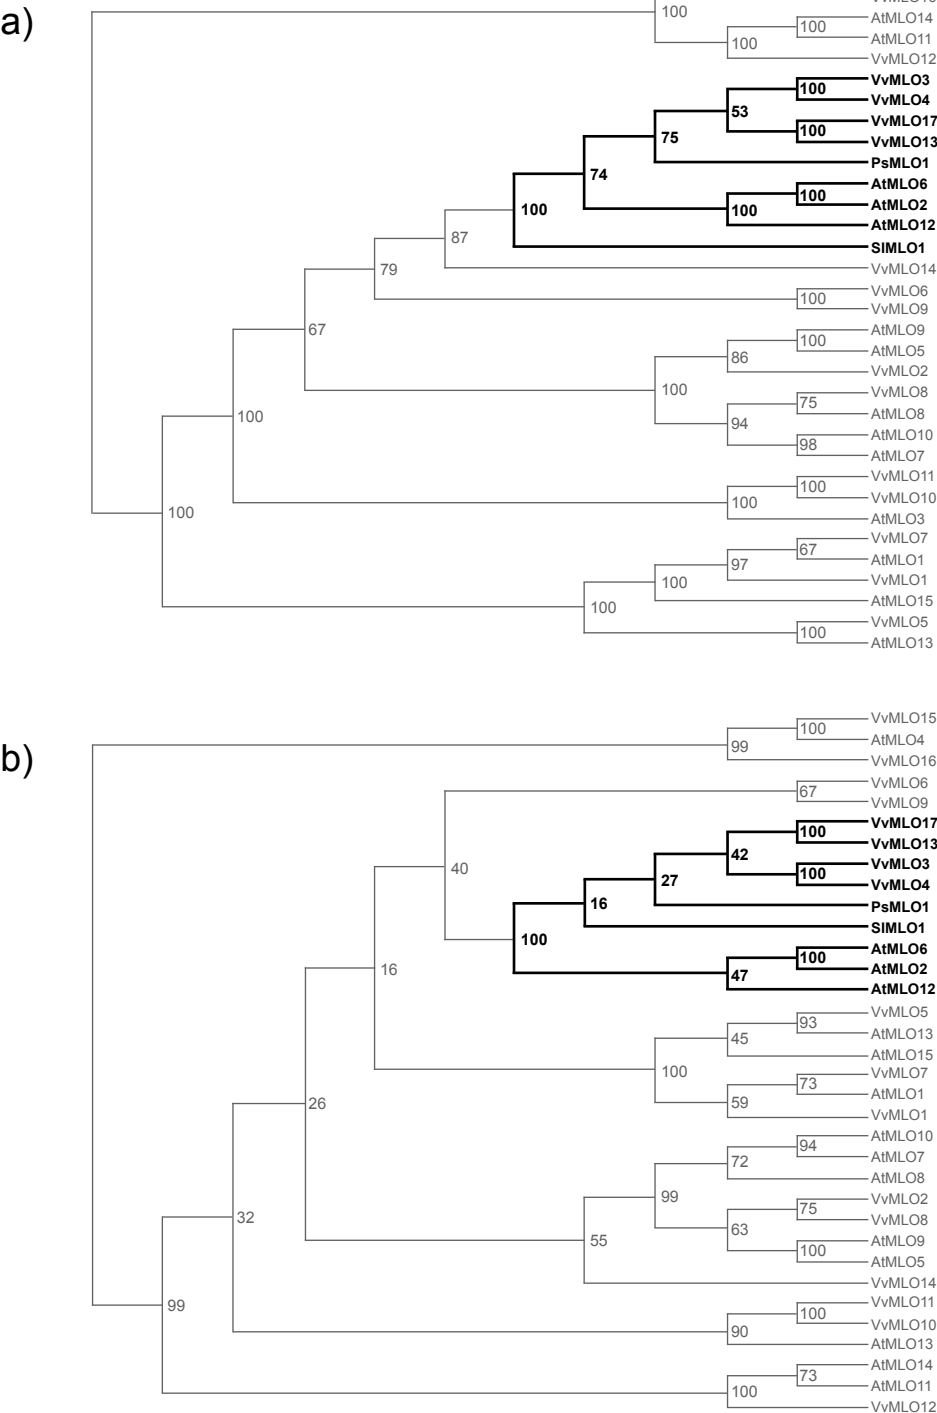 a)
100
AtMLO14
100
AtMLO11
100
VvMLO12
VvMLO3
100
VvMLO4
53
VvMLO17
100
VvMLO13
75
PsMLO1
74
AtMLO6
100
AtMLO2
100
AtMLO12
100
SlMLO1
87
VvMLO14
79
VvMLO6
100
VvMLO9
67
AtMLO9
100
AtMLO5
86
VvMLO2
100
VvMLO8
75
AtMLO8
94
AtMLO10
98
AtMLO7
100
VvMLO11
100
VvMLO10
100
AtMLO3
100
VvMLO7
67
AtMLO1
97
VvMLO1
100
AtMLO15
100
VvMLO5
100
AtMLO13
b)
VvMLO15
100
AtMLO4
99
VvMLO16
VvMLO6
67
VvMLO9
VvMLO17
100
VvMLO13
42
VvMLO3
100
VvMLO4
40
27
PsMLO1
16
SlMLO1
100
AtMLO6
100
AtMLO2
47
AtMLO12
16
VvMLO5
93
AtMLO13
45
AtMLO15
100
VvMLO7
73
AtMLO1
59
VvMLO1
26
AtMLO10
94
AtMLO7
72
AtMLO8
99
VvMLO2
75
VvMLO8
63
AtMLO9
100
AtMLO5
55
VvMLO14
32
VvMLO11
100
VvMLO10
90
AtMLO13
99
AtMLO14
73
AtMLO11
100
VvMLO12